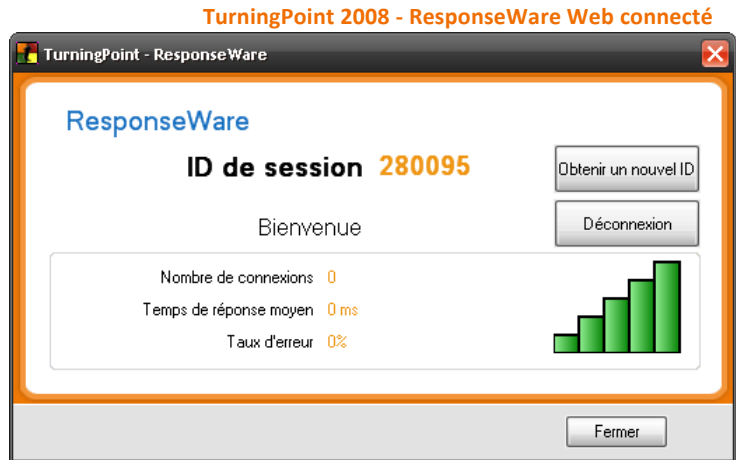 TurningPoint 2008 - ResponseWare Web connecté
TurningPoint - ResponseWare
ResponseWare
ID de session 280095
Obtenir un nouvel ID
Bienvenue
Déconnexion
Nombre de connexions 0
Temps de réponse moyen 0 ms
Taux d'erreur 0%
Fermer